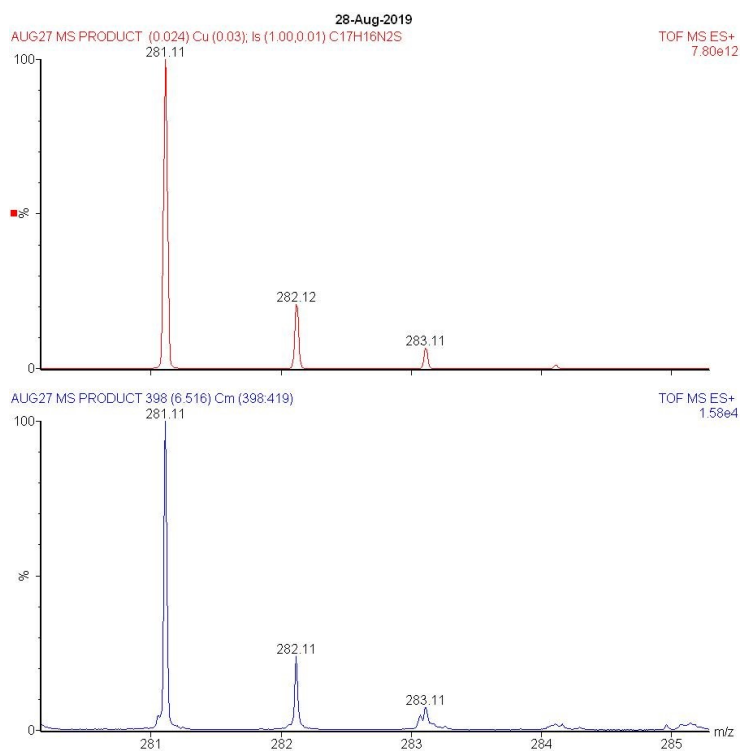 28-Aug-2019
AUG27 MS PRODUCT (0.024) Cu (0.03); Is (1.00,0.01) C17H16N2S
TOF MS ES+
7.80e12
281.11
100
%
282.12
283.11
0
AUG27 MS PRODUCT 398 (6.516) Cm (398:419)
TOF MS ES+
1.58e4
281.11
100
%
282.11
283.11
0
m/z
281
282
283
284
285